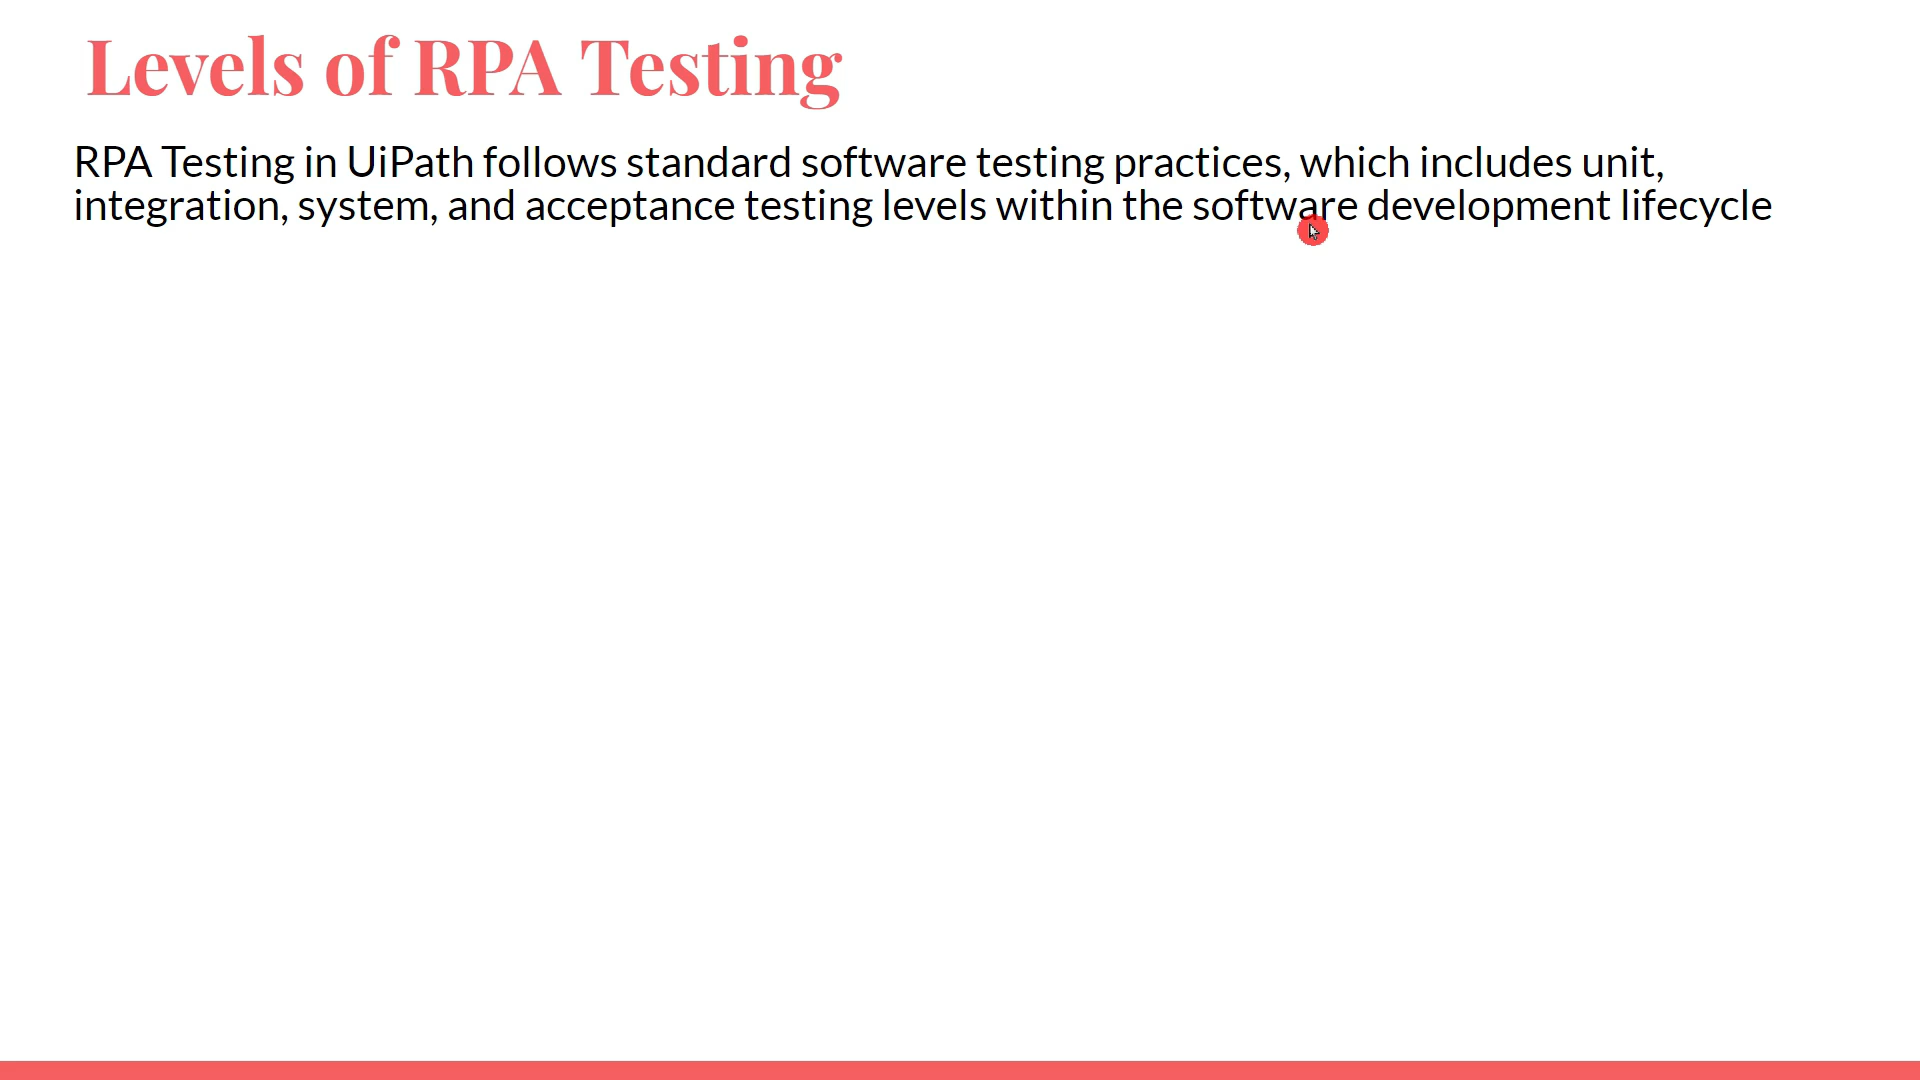 Levels of RPA Testing
RPA Testing in UiPath follows standard software testing practices, which includes unit,
integration, system, and acceptance testing levels within the software development lifecycle